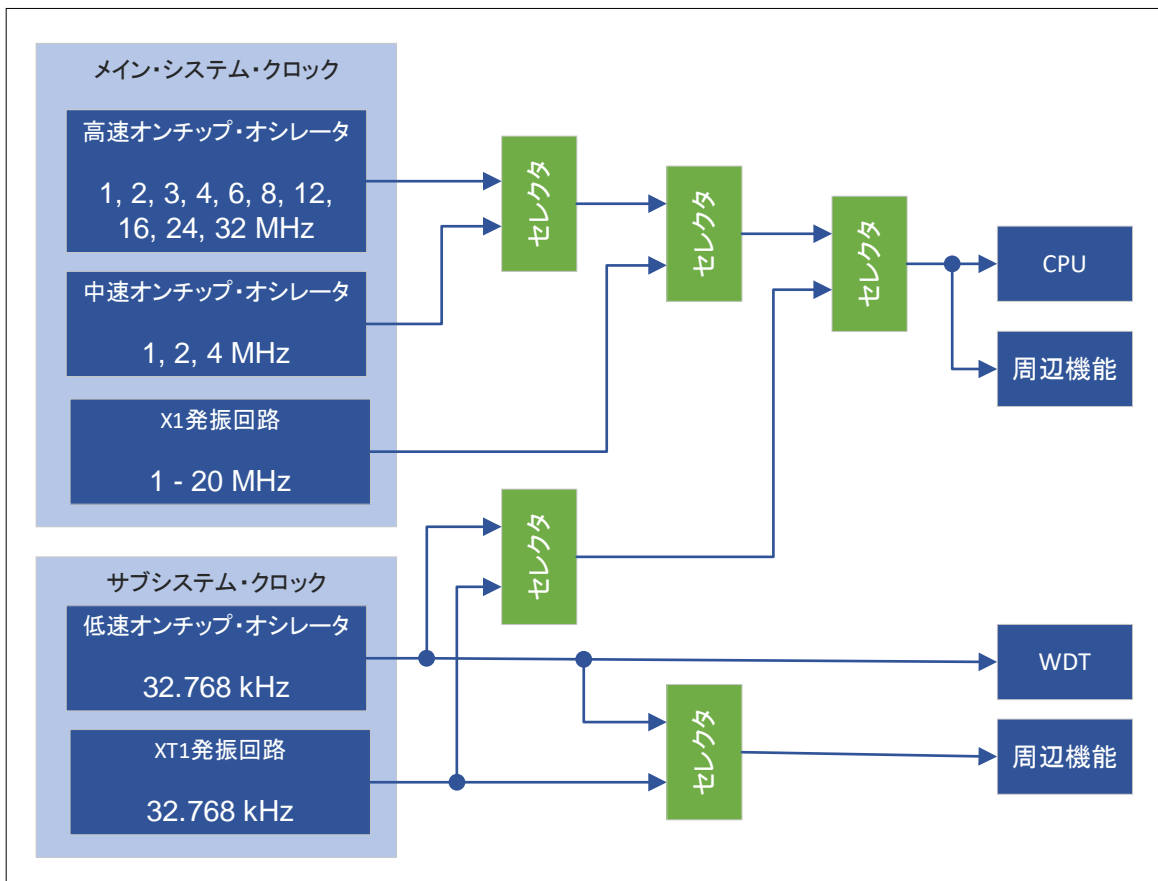 メイン・システム・クロック
高速オンチップ・オシレータ
1, 2, 3, 4, 6, 8, 12,
16, 24, 32 MHz
中速オンチップ・オシレータ
1, 2, 4 MHz
X1発振回路
1 - 20 MHz
セレクタ
セレクタ
セレクタ
CPU
周辺機能
サブシステム・クロック
低速オンチップ・オシレータ
32.768 kHz
XT1発振回路
32.768 kHz
セレクタ
セレクタ
WDT
周辺機能